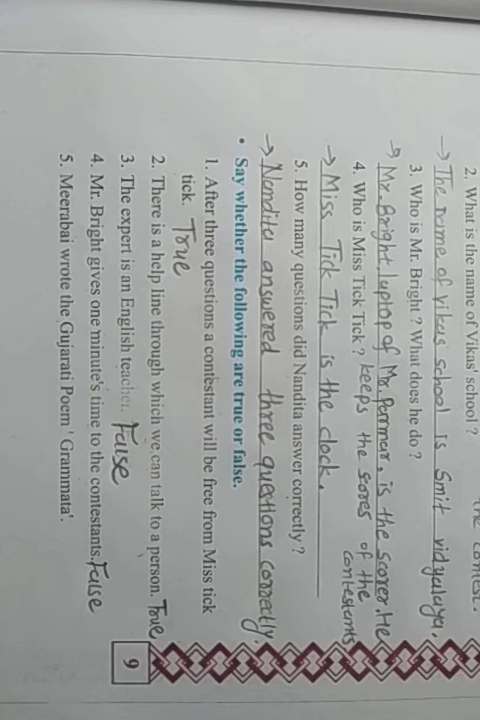 the contest.
2. What is the name of Vikas' school ?
→ The name of vikas school is Smit vidyalaya.
3. Who is Mr. Bright ? What does he do ?
→ Mr. Bright laptop of Mr Parmar. is the scorer. He
keeps the scores of the contestants
4. Who is Miss Tick Tick ?
→ Miss Tick Tick is the clock.
5. How many questions did Nandita answer correctly ?
→ Nandita answered three questions correctly.
• Say whether the following are true or false.
1. After three questions a contestant will be free from Miss tick
tick. True
2. There is a help line through which we can talk to a person. True
3. The expert is an English teacher. False
4. Mr. Bright gives one minute's time to the contestants. False
5. Meerabai wrote the Gujarati Poem ' Grammata'.
9